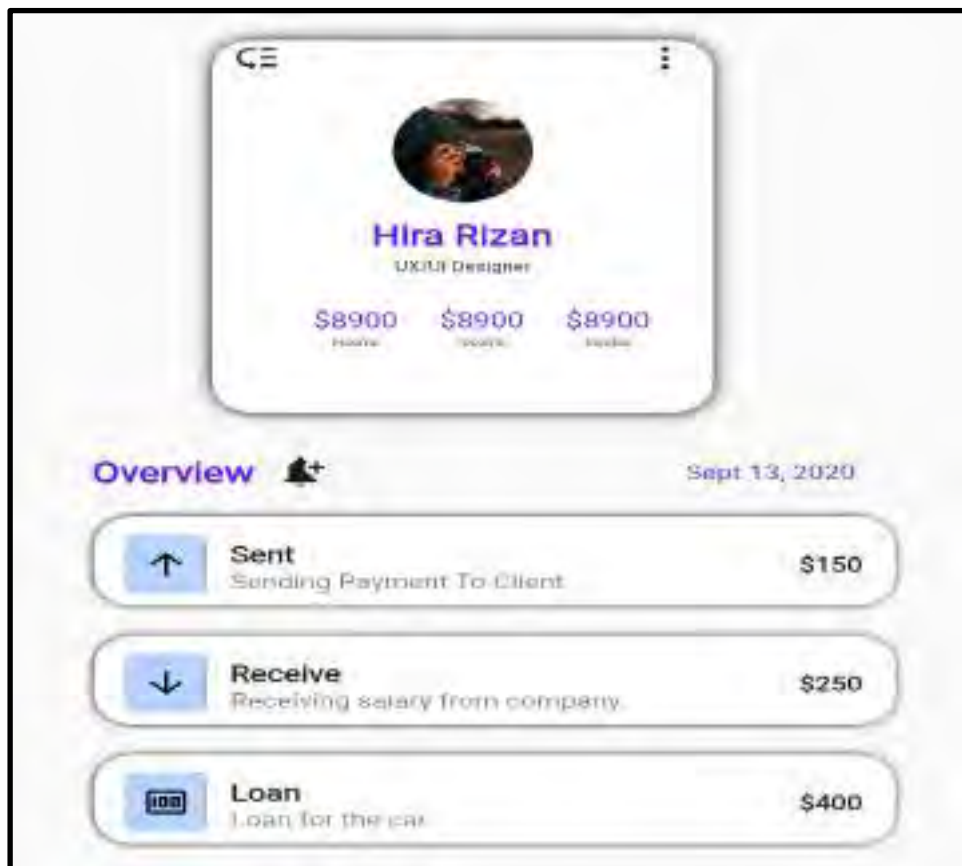 Hira Rizan
UX/UI Designer
$8900 $8900 $8900
Overview Sept 13, 2020
Sent
Sending Payment To Client
$150
Receive
Receiving salary from company.
$250
100
Loan
Loan for the car
$400